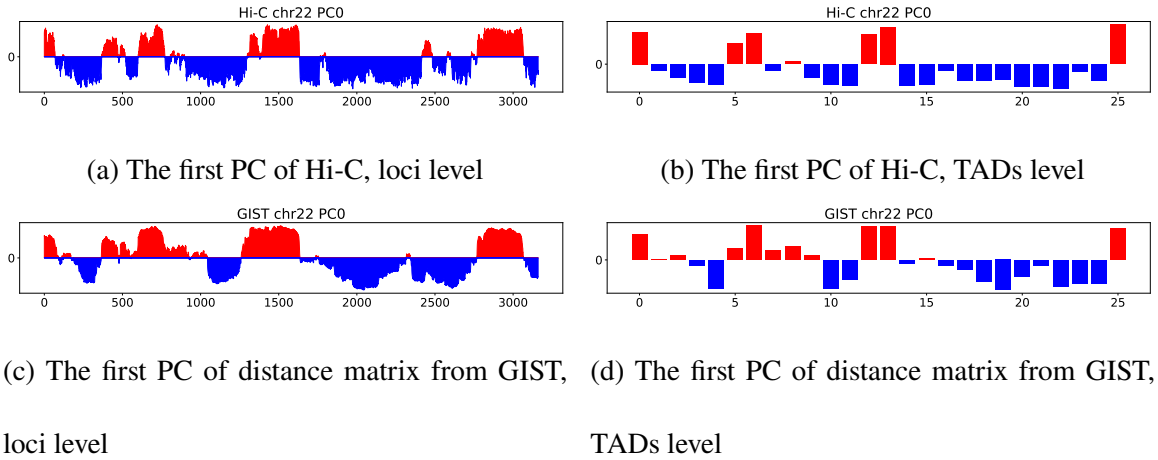 Hi-C chr22 PC0
0
0 500 1000 1500 2000 2500 3000
(a) The first PC of Hi-C, loci level
Hi-C chr22 PC0
0
0 5 10 15 20 25
(b) The first PC of Hi-C, TADs level
GIST chr22 PC0
0
0 500 1000 1500 2000 2500 3000
(c) The first PC of distance matrix from GIST,
loci level
GIST chr22 PC0
0
0 5 10 15 20 25
(d) The first PC of distance matrix from GIST,
TADs level